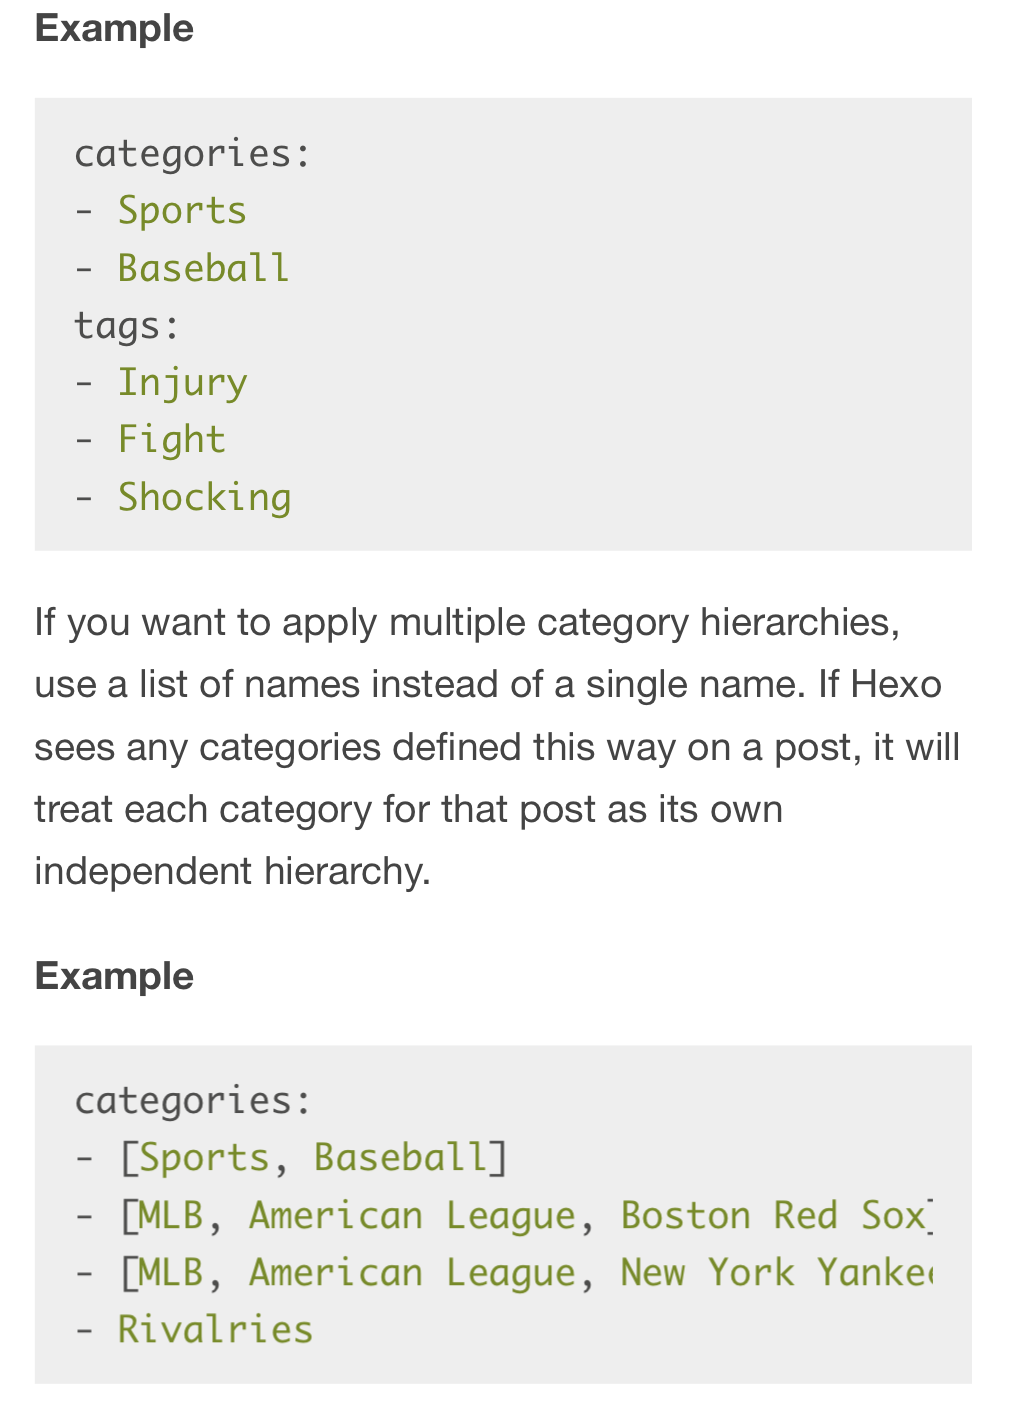 Example
categories:
- Sports
- Baseball
tags:
- Injury
- Fight
- Shocking
If you want to apply multiple category hierarchies,
use a list of names instead of a single name. If Hexo
sees any categories defined this way on a post, it will
treat each category for that post as its own
independent hierarchy.
Example
categories:
- [Sports, Baseball]
- [MLB, American League, Boston Red Sox]
- [MLB, American League, New York
- Rivalries